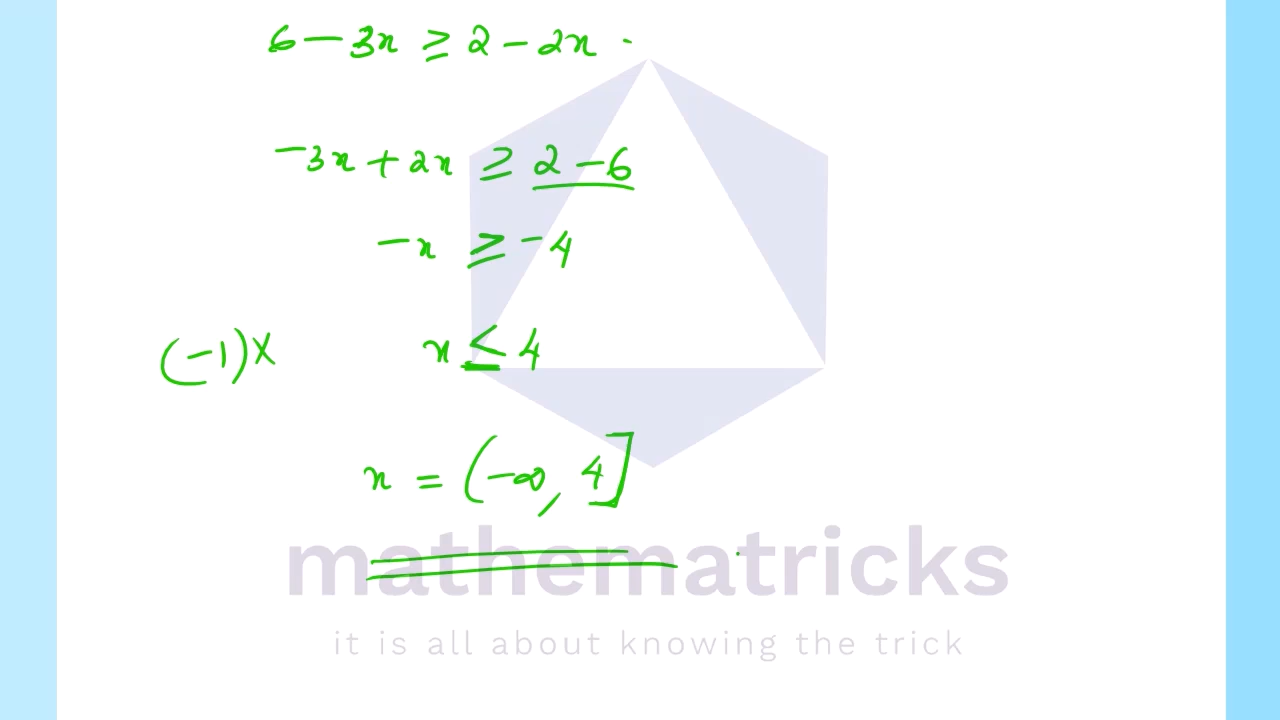 6 - 3x ≥ 2 - 2x
-3x + 2x ≥ 2 - 6
-x ≥ -4
(-1)× x ≤ 4
x = (-∞, 4]
mathematricks
it is all about knowing the trick